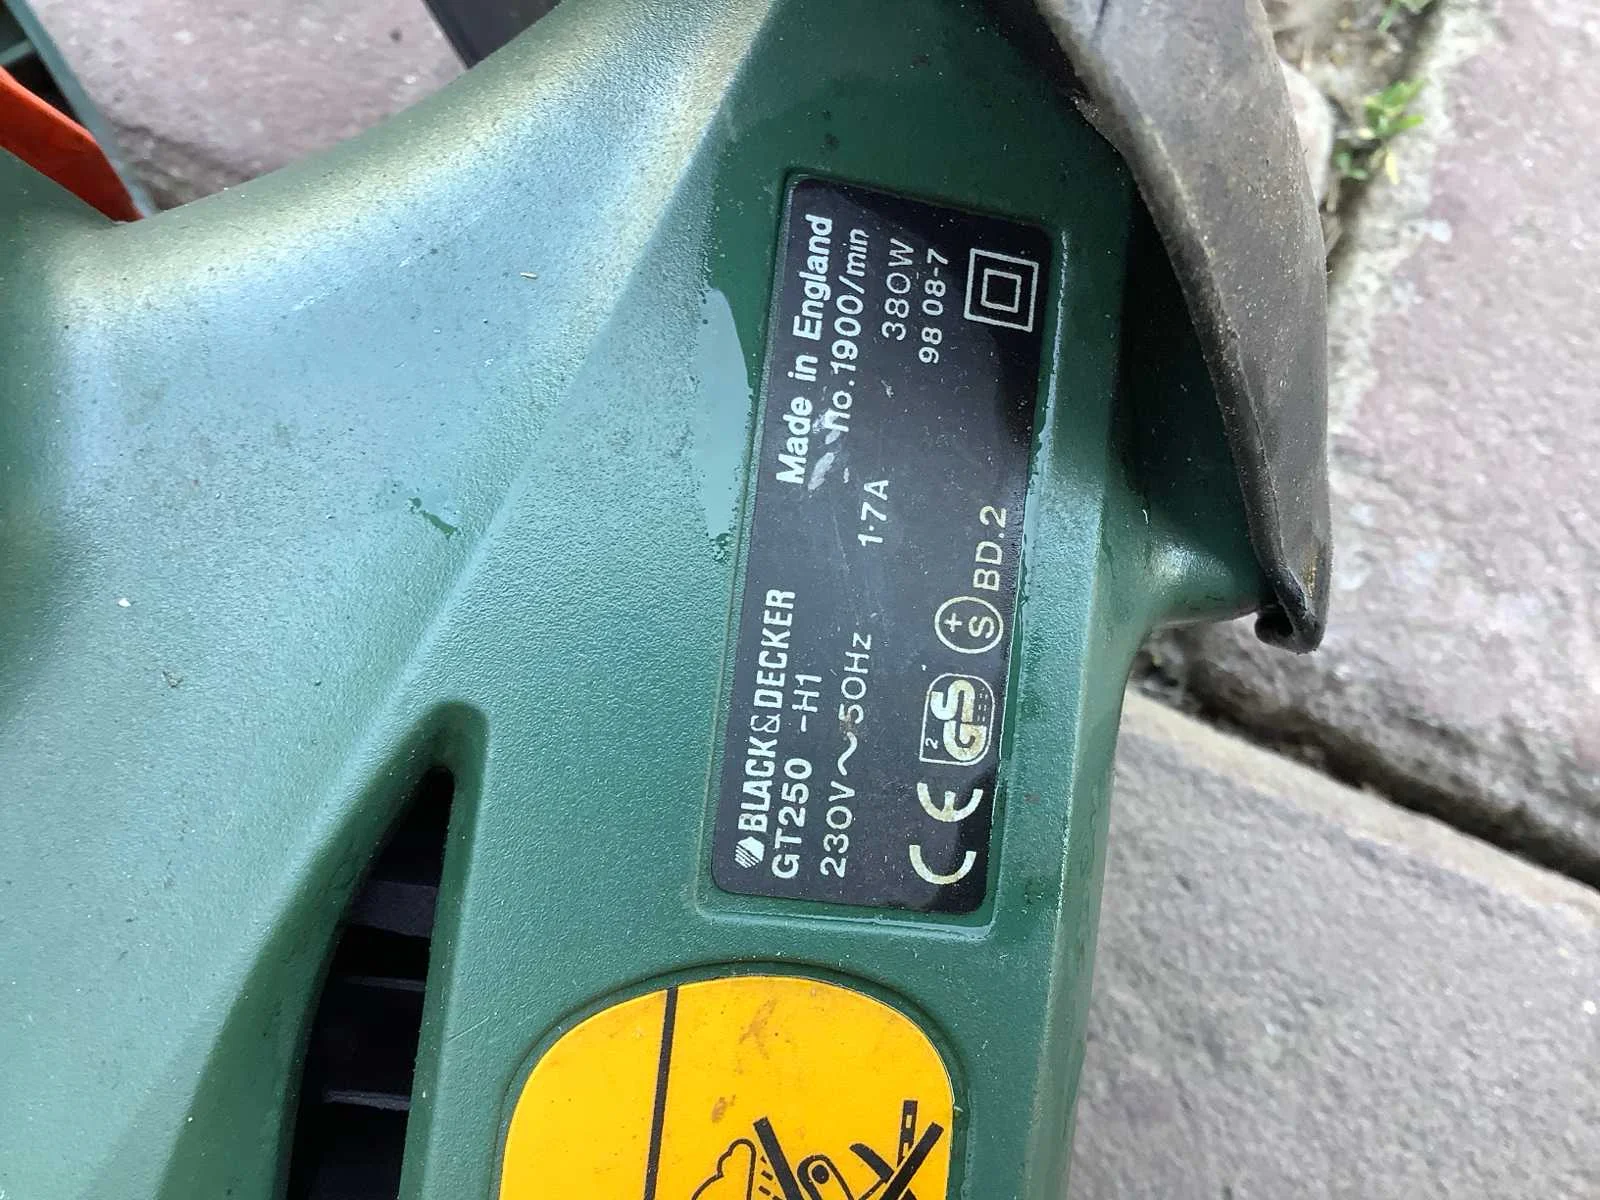 BLACK&DECKER Made in England
GT250 -H1 no.1900/min
230V~50Hz 1·7A 380W
98 08-7
CE 2 GS +S BD.2